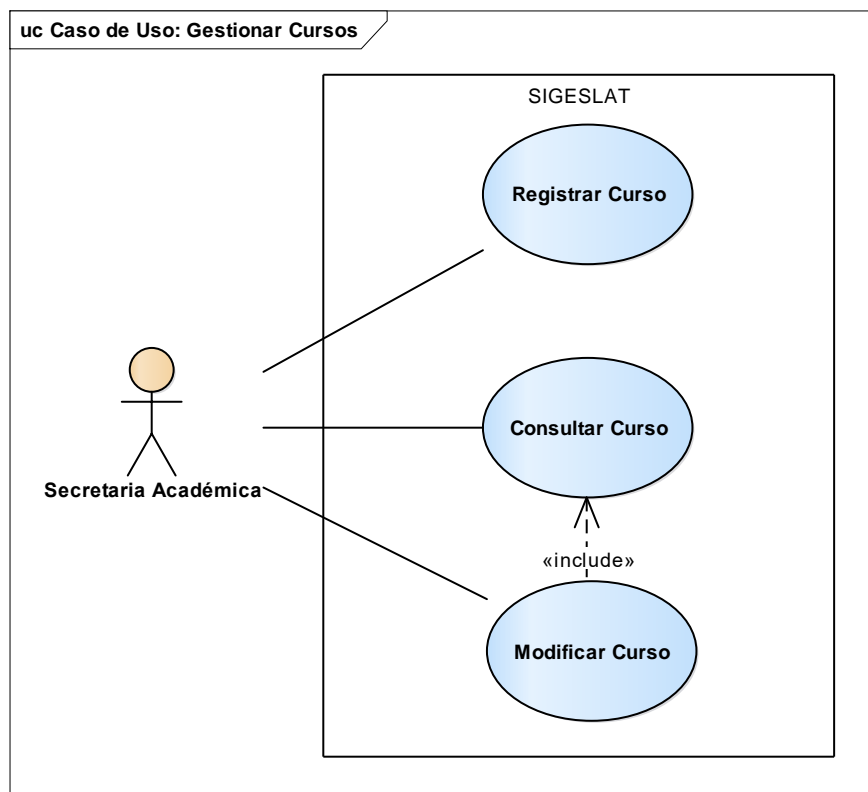 uc Caso de Uso: Gestionar Cursos
SIGESLAT
Registrar Curso
Consultar Curso
Secretaria Académica
«include»
Modificar Curso